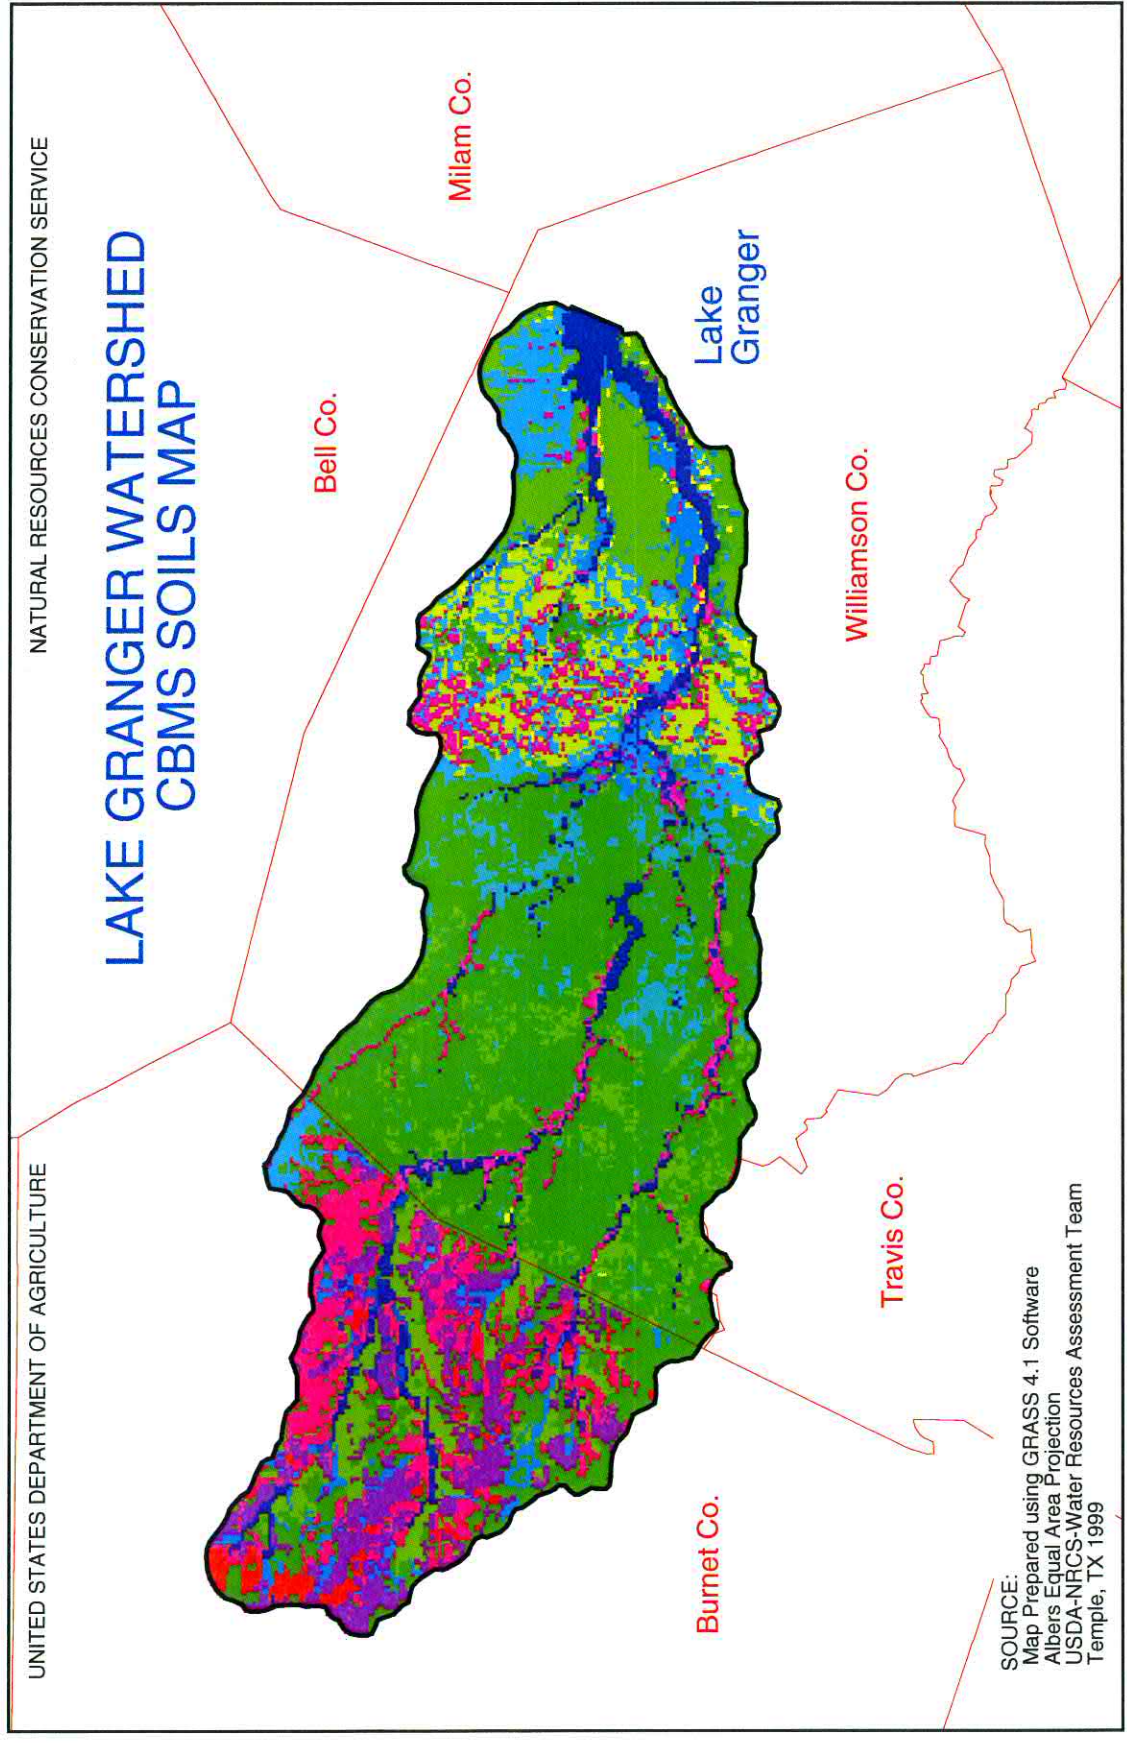 UNITED STATES DEPARTMENT OF AGRICULTURE
NATURAL RESOURCES CONSERVATION SERVICE
LAKE GRANGER WATERSHED
CBMS SOILS MAP
Bell Co.
Milam Co.
Lake
Granger
Williamson Co.
Travis Co.
Burnet Co.
SOURCE:
Map Prepared using GRASS 4.1 Software
Albers Equal Area Projection
USDA-NRCS-Water Resources Assessment Team
Temple, TX 1999